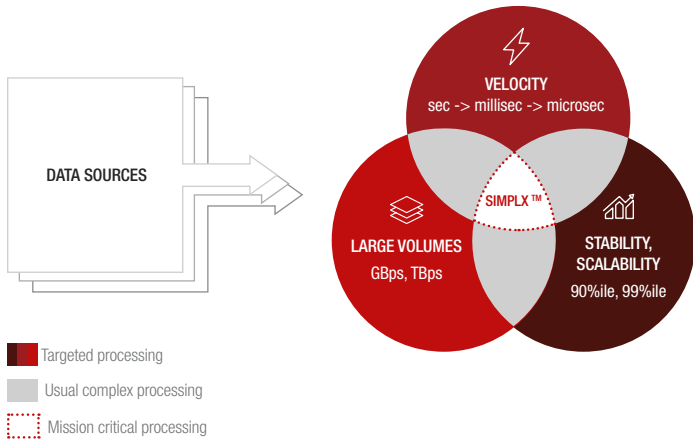 DATA SOURCES
VELOCITY
sec -> millisec -> microsec
SIMPLX ™
LARGE VOLUMES
GBps, TBps
STABILITY,
SCALABILITY
90%ile, 99%ile
Targeted processing
Usual complex processing
Mission critical processing